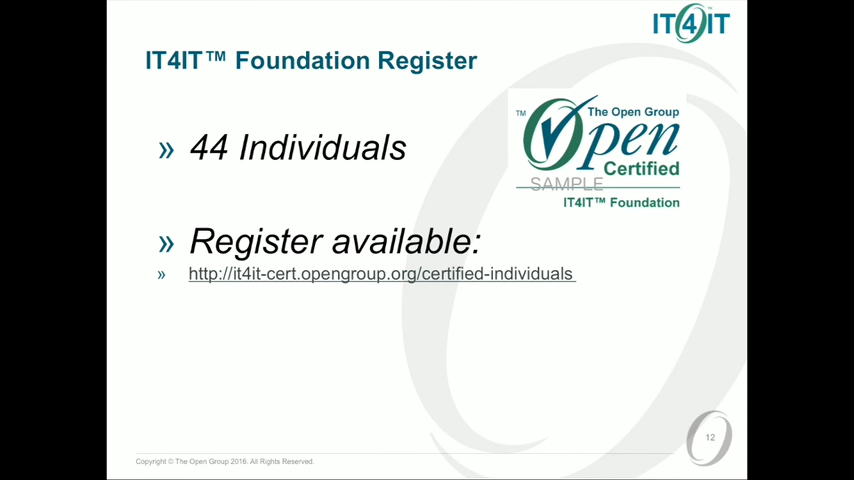 IT4IT™
IT4IT™ Foundation Register
» 44 Individuals
TM The Open Group
Open
Certified
SAMPLE
IT4IT™ Foundation
» Register available:
» http://it4it-cert.opengroup.org/certified-individuals
12
Copyright © The Open Group 2016. All Rights Reserved.